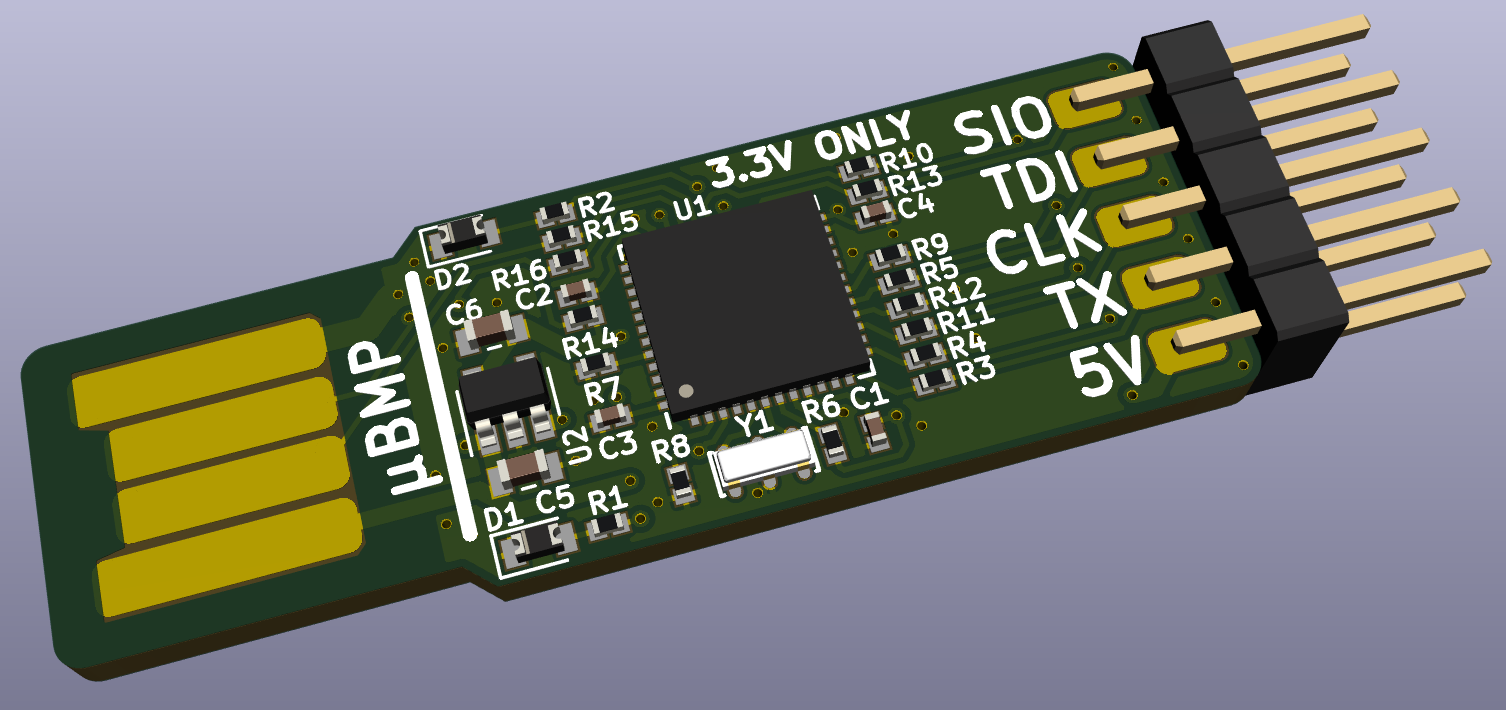 3.3V ONLY
SIO
TDI
CLK
TX
5V
µBMP
R10
R13
C4
R2
R15
U1
D2
R16
C2
C6
R9
R5
R12
R11
R4
R3
R14
R7
C3
U2
R8
Y1
R6
C1
D1
C5
R1